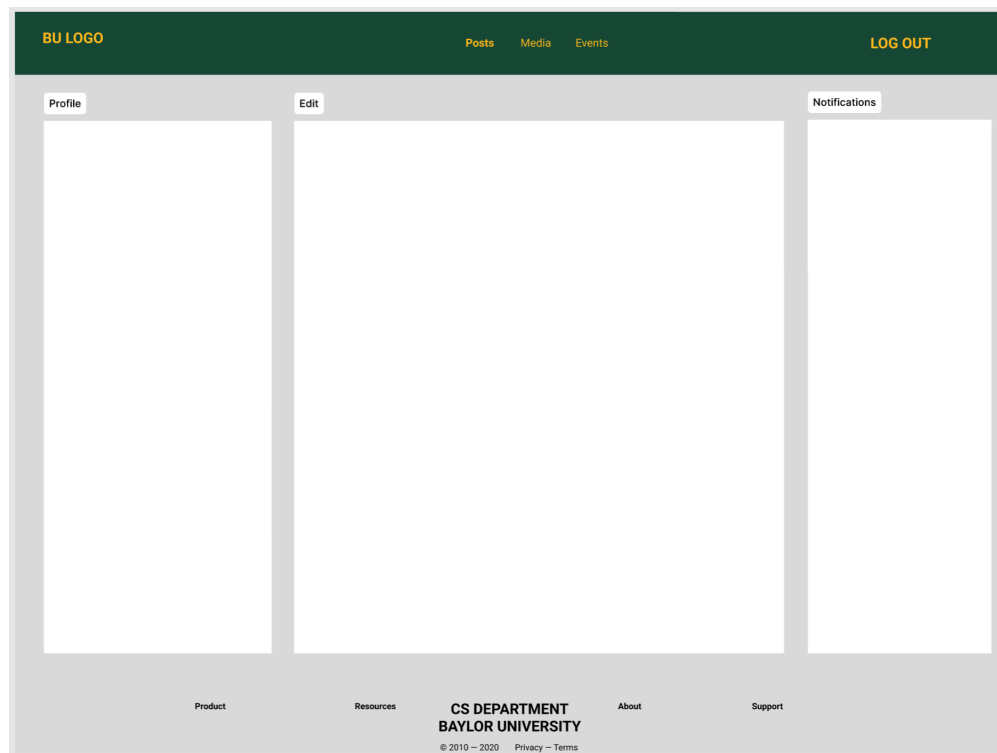 BU LOGO
Posts Media Events
LOG OUT
Profile
Edit
Notifications
Product
Resources
CS DEPARTMENT
BAYLOR UNIVERSITY
About
Support
© 2010 — 2020 Privacy — Terms